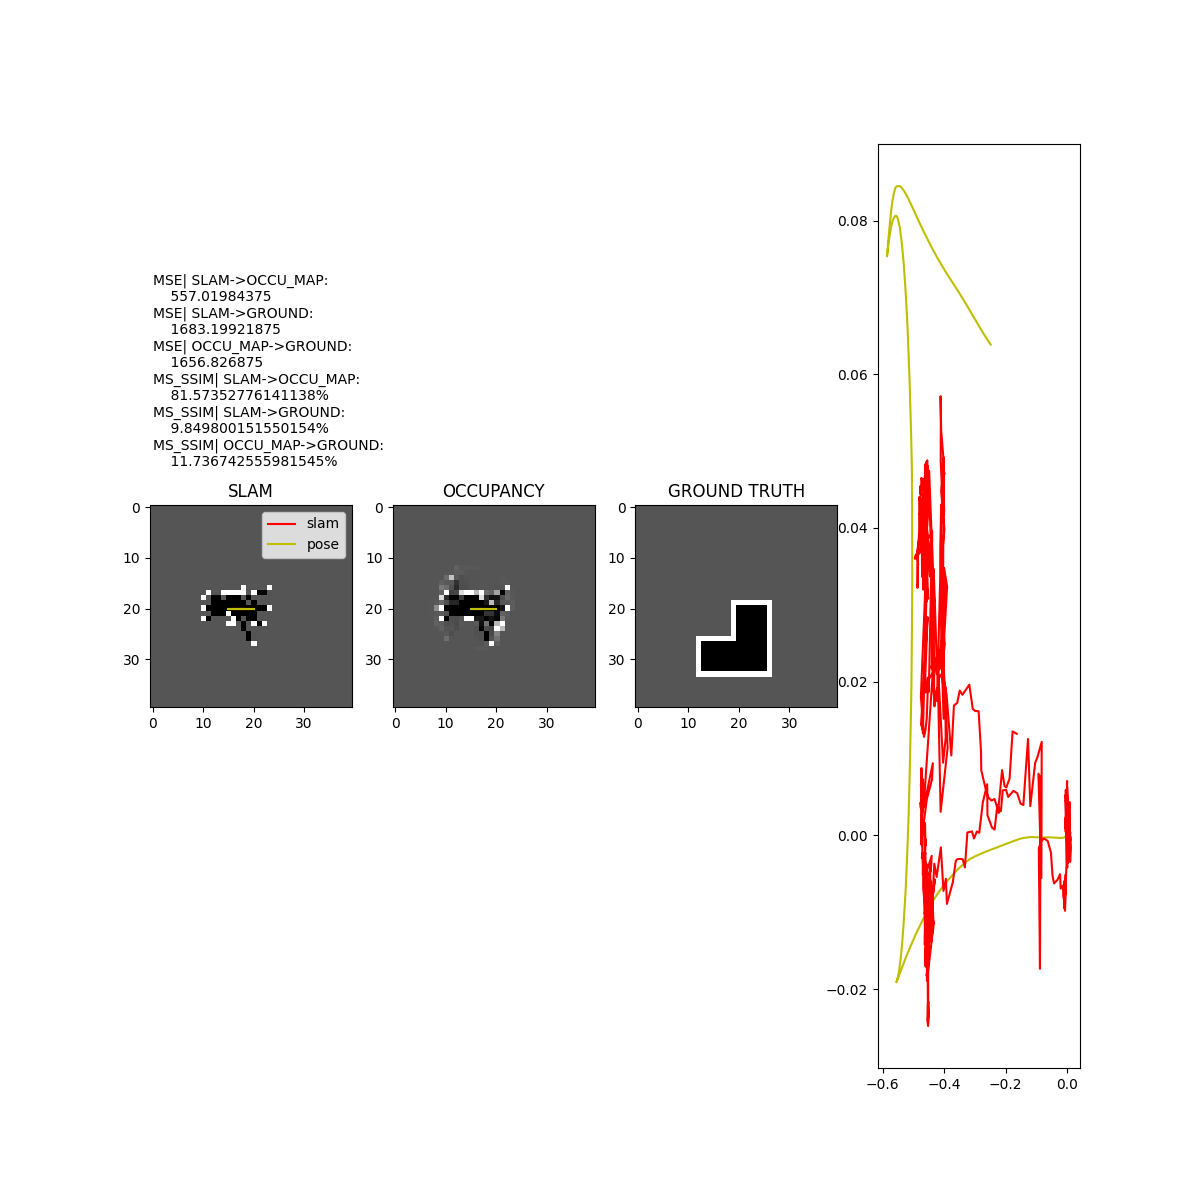 MSE| SLAM->OCCU_MAP:
557.01984375
MSE| SLAM->GROUND:
1683.19921875
MSE| OCCU_MAP->GROUND:
1656.826875
MS_SSIM| SLAM->OCCU_MAP:
81.57352776141138%
MS_SSIM| SLAM->GROUND:
9.849800151550154%
MS_SSIM| OCCU_MAP->GROUND:
11.736742555981545%
SLAM
slam
pose
0
10
20
30
0 10 20 30
OCCUPANCY
0
10
20
30
0 10 20 30
GROUND TRUTH
0
10
20
30
0 10 20 30
0.08
0.06
0.04
0.02
0.00
−0.02
−0.6 −0.4 −0.2 0.0